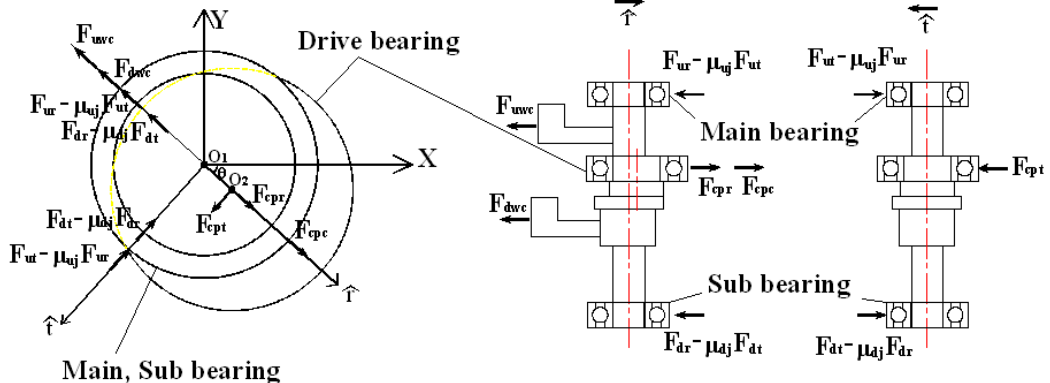 Y
F_uwc
F_dwc
F_ur − μ_uj F_ut
F_dr − μ_dj F_dt
O₁
X
θ
O₂
F_cpr
F_cpt
F_cpc
F_dt − μ_dj F_dr
F_ut − μ_uj F_ur
t̂
r̂
Main, Sub bearing
Drive bearing
r̂
F_ur − μ_uj F_ut
F_uwc
Main bearing
F_cpr F_cpc
F_dwc
Sub bearing
F_dr − μ_dj F_dt
t̂
F_ut − μ_uj F_ur
F_cpt
F_dt − μ_dj F_dr